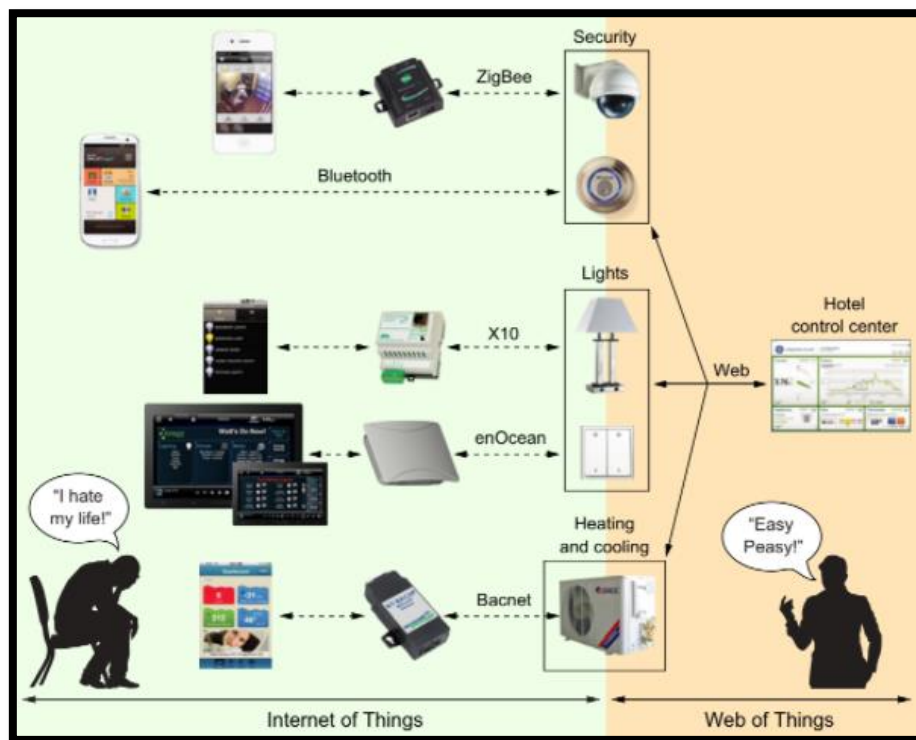 Security
ZigBee
Bluetooth
Lights
X10
Hotel
control center
Web
enOcean
"I hate
my life!"
Heating
and cooling
"Easy
Peasy!"
Bacnet
Internet of Things
Web of Things